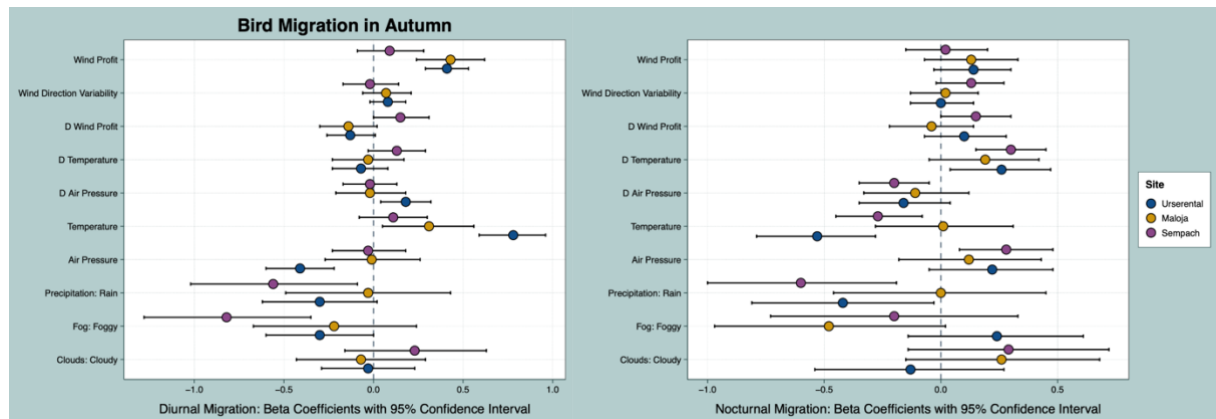 Bird Migration in Autumn
Wind Profit
Wind Direction Variability
D Wind Profit
D Temperature
D Air Pressure
Temperature
Air Pressure
Precipitation: Rain
Fog: Foggy
Clouds: Cloudy
−1.0 −0.5 0.0 0.5 1.0
Diurnal Migration: Beta Coefficients with 95% Confidence Interval
Wind Profit
Wind Direction Variability
D Wind Profit
D Temperature
D Air Pressure
Temperature
Air Pressure
Precipitation: Rain
Fog: Foggy
Clouds: Cloudy
−1.0 −0.5 0.0 0.5
Nocturnal Migration: Beta Coefficients with 95% Confidence Interval
Site
Urserental
Maloja
Sempach